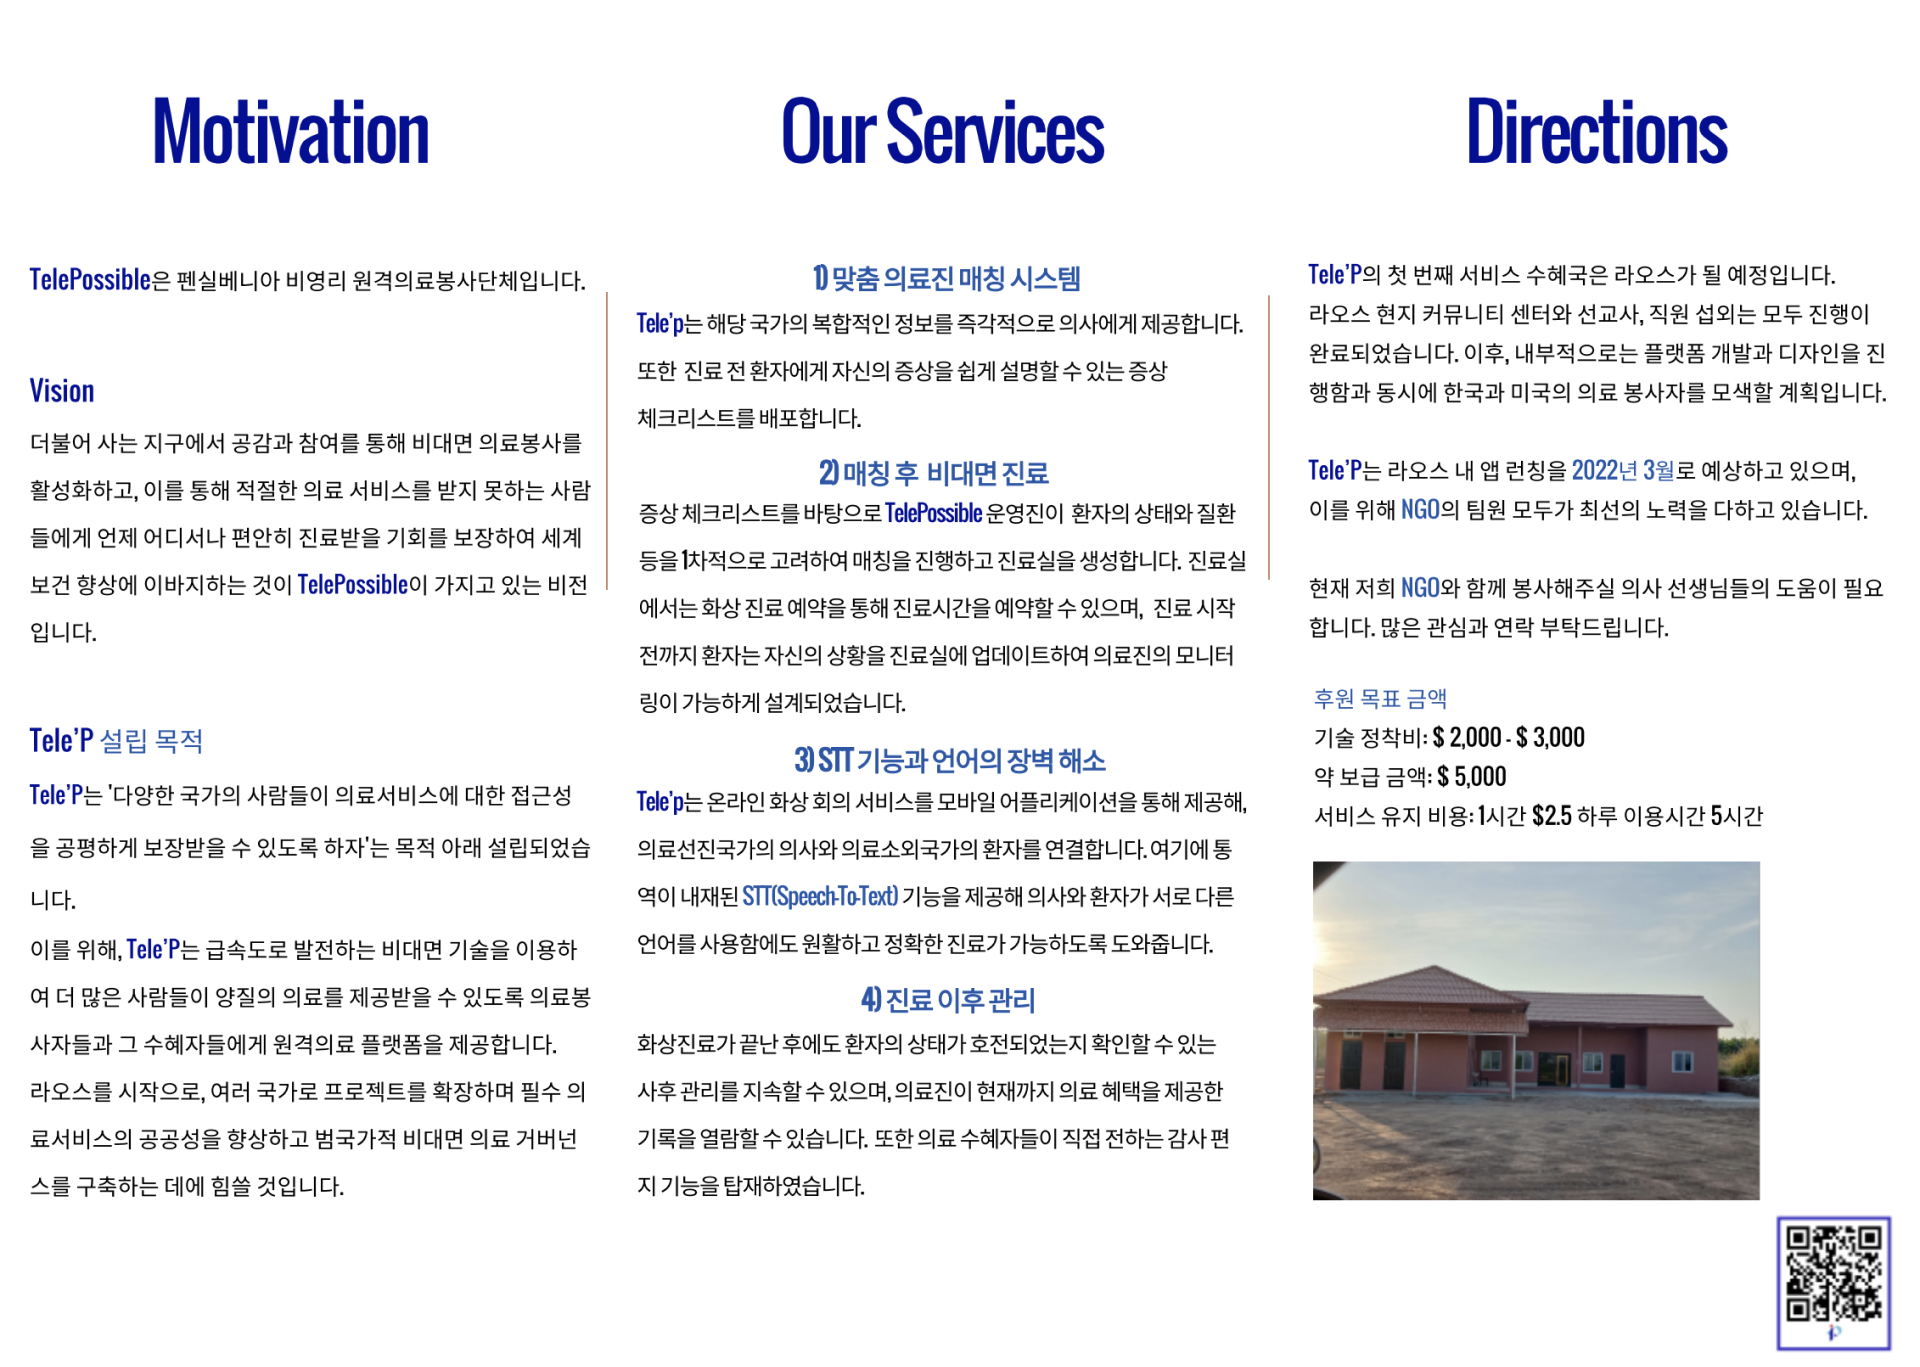 Motivation
TelePossible은 펜실베니아 비영리 원격의료봉사단체입니다.
Vision
더불어 사는 지구에서 공감과 참여를 통해 비대면 의료봉사를
활성화하고, 이를 통해 적절한 의료 서비스를 받지 못하는 사람
들에게 언제 어디서나 편안히 진료받을 기회를 보장하여 세계
보건 향상에 이바지하는 것이 TelePossible이 가지고 있는 비전
입니다.
Tele’P 설립 목적
Tele’P는 '다양한 국가의 사람들이 의료서비스에 대한 접근성
을 공평하게 보장받을 수 있도록 하자'는 목적 아래 설립되었습
니다.
이를 위해, Tele’P는 급속도로 발전하는 비대면 기술을 이용하
여 더 많은 사람들이 양질의 의료를 제공받을 수 있도록 의료봉
사자들과 그 수혜자들에게 원격의료 플랫폼을 제공합니다.
라오스를 시작으로, 여러 국가로 프로젝트를 확장하며 필수 의
료서비스의 공공성을 향상하고 범국가적 비대면 의료 거버넌
스를 구축하는 데에 힘쓸 것입니다.
Our Services
1) 맞춤 의료진 매칭 시스템
Tele’p는 해당 국가의 복합적인 정보를 즉각적으로 의사에게 제공합니다.
또한 진료 전 환자에게 자신의 증상을 쉽게 설명할 수 있는 증상
체크리스트를 배포합니다.
2) 매칭 후 비대면 진료
증상 체크리스트를 바탕으로 TelePossible 운영진이 환자의 상태와 질환
등을 1차적으로 고려하여 매칭을 진행하고 진료실을 생성합니다. 진료실
에서는 화상 진료 예약을 통해 진료시간을 예약할 수 있으며, 진료 시작
전까지 환자는 자신의 상황을 진료실에 업데이트하여 의료진의 모니터
링이 가능하게 설계되었습니다.
3) STT 기능과 언어의 장벽 해소
Tele’p는 온라인 화상 회의 서비스를 모바일 어플리케이션을 통해 제공해,
의료선진국가의 의사와 의료소외국가의 환자를 연결합니다. 여기에 통
역이 내재된 STT(Speech-To-Text) 기능을 제공해 의사와 환자가 서로 다른
언어를 사용함에도 원활하고 정확한 진료가 가능하도록 도와줍니다.
4) 진료 이후 관리
화상진료가 끝난 후에도 환자의 상태가 호전되었는지 확인할 수 있는
사후 관리를 지속할 수 있으며, 의료진이 현재까지 의료 혜택을 제공한
기록을 열람할 수 있습니다. 또한 의료 수혜자들이 직접 전하는 감사 편
지 기능을 탑재하였습니다.
Directions
Tele’P의 첫 번째 서비스 수혜국은 라오스가 될 예정입니다.
라오스 현지 커뮤니티 센터와 선교사, 직원 섭외는 모두 진행이
완료되었습니다. 이후, 내부적으로는 플랫폼 개발과 디자인을 진
행함과 동시에 한국과 미국의 의료 봉사자를 모색할 계획입니다.
Tele’P는 라오스 내 앱 런칭을 2022년 3월로 예상하고 있으며,
이를 위해 NGO의 팀원 모두가 최선의 노력을 다하고 있습니다.
현재 저희 NGO와 함께 봉사해주실 의사 선생님들의 도움이 필요
합니다. 많은 관심과 연락 부탁드립니다.
후원 목표 금액
기술 정착비: $ 2,000 - $ 3,000
약 보급 금액: $ 5,000
서비스 유지 비용: 1시간 $2.5 하루 이용시간 5시간